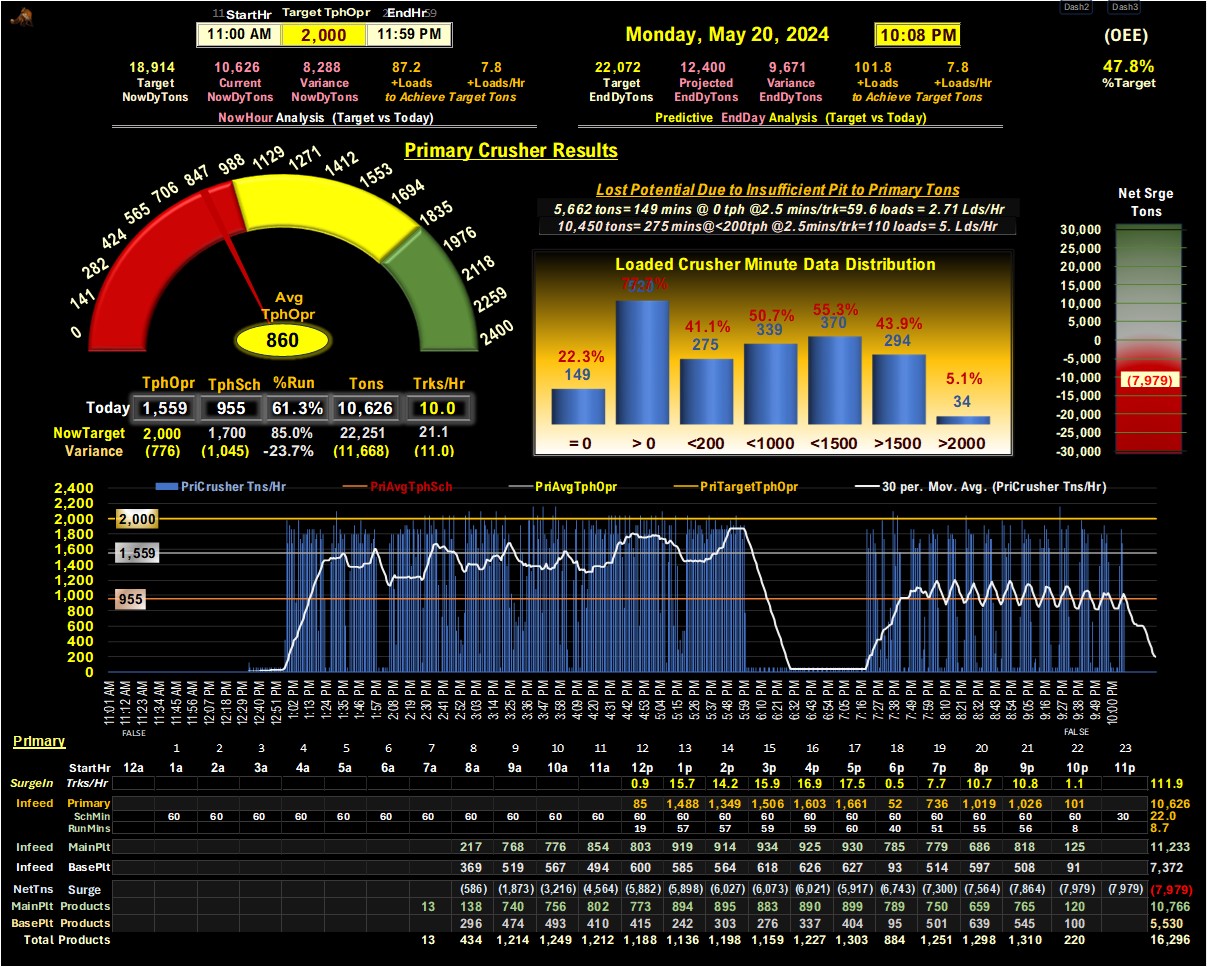 Dash2 Dash3
11 StartHr Target TphOpr EndHr 59
11:00 AM 2,000 11:59 PM
Monday, May 20, 2024 10:08 PM (OEE)
18,914 10,626 8,288 87.2 7.8
Target Current Variance +Loads +Loads/Hr
NowDyTons NowDyTons NowDyTons to Achieve Target Tons
NowHour Analysis (Target vs Today)
22,072 12,400 9,671 101.8 7.8
Target Projected Variance +Loads +Loads/Hr
EndDyTons EndDyTons EndDyTons to Achieve Target Tons
Predictive EndDay Analysis (Target vs Today)
47.8%
%Target
Primary Crusher Results
0 141 282 424 565 706 847 988 1129 1271 1412 1553 1694 1835 1976 2118 2259 2400
Avg
TphOpr
860
Lost Potential Due to Insufficient Pit to Primary Tons
5,662 tons= 149 mins @ 0 tph @2.5 mins/trk=59.6 loads = 2.71 Lds/Hr
10,450 tons= 275 mins@<200tph @2.5mins/trk=110 loads= 5. Lds/Hr
Loaded Crusher Minute Data Distribution
22.3% 41.1% 50.7% 55.3% 43.9% 5.1%
149 275 339 370 294 34
= 0 > 0 <200 <1000 <1500 >1500 >2000
Net Srge
Tons
30,000
25,000
20,000
15,000
10,000
5,000
0
-5,000
-10,000
(7,979)
-15,000
-20,000
-25,000
-30,000
TphOpr TphSch %Run Tons Trks/Hr
Today 1,559 955 61.3% 10,626 10.0
NowTarget 2,000 1,700 85.0% 22,251 21.1
Variance (776) (1,045) -23.7% (11,668) (11.0)
PriCrusher Tns/Hr PriAvgTphSch PriAvgTphOpr PriTargetTphOpr 30 per. Mov. Avg. (PriCrusher Tns/Hr)
2,400
2,200
2,000
1,800
1,600
1,400
1,200
1,000
800
600
400
200
0
2,000
1,559
955
11:01 AM 11:12 AM 11:23 AM 11:34 AM 11:45 AM 11:56 AM 12:07 PM 12:18 PM 12:29 PM 12:40 PM 12:51 PM 1:02 PM 1:13 PM 1:24 PM 1:35 PM 1:46 PM 1:57 PM 2:08 PM 2:19 PM 2:30 PM 2:41 PM 2:52 PM 3:03 PM 3:14 PM 3:25 PM 3:36 PM 3:47 PM 3:58 PM 4:09 PM 4:20 PM 4:31 PM 4:42 PM 4:53 PM 5:04 PM 5:15 PM 5:26 PM 5:37 PM 5:48 PM 5:59 PM 6:10 PM 6:21 PM 6:32 PM 6:43 PM 6:54 PM 7:05 PM 7:16 PM 7:27 PM 7:38 PM 7:49 PM 7:59 PM 8:10 PM 8:21 PM 8:32 PM 8:43 PM 8:54 PM 9:05 PM 9:16 PM 9:27 PM 9:38 PM 9:49 PM 10:00 PM
FALSE FALSE
Primary
1 2 3 4 5 6 7 8 9 10 11 12 13 14 15 16 17 18 19 20 21 22 23
StartHr 12a 1a 2a 3a 4a 5a 6a 7a 8a 9a 10a 11a 12p 1p 2p 3p 4p 5p 6p 7p 8p 9p 10p 11p
SurgeIn Trks/Hr 0.9 15.7 14.2 15.9 16.9 17.5 0.5 7.7 10.7 10.8 1.1 111.9
Infeed Primary 85 1,488 1,349 1,506 1,603 1,661 52 736 1,019 1,026 101 10,626
SchMin 60 60 60 60 60 60 60 60 60 60 60 60 60 60 60 60 60 60 60 60 60 60 30 22.0
RunMins 19 57 57 59 59 60 40 51 55 56 8 8.7
Infeed MainPlt 217 768 776 854 803 919 914 934 925 930 785 779 686 818 125 11,233
Infeed BasePlt 369 519 567 494 600 585 564 618 626 627 93 514 597 508 91 7,372
NetTns Surge (586) (1,873) (3,216) (4,564) (5,882) (5,898) (6,027) (6,073) (6,021) (5,917) (6,743) (7,300) (7,564) (7,864) (7,979) (7,979) (7,979)
MainPlt Products 13 138 740 756 802 773 894 895 883 890 899 789 750 659 765 120 10,766
BasePlt Products 296 474 493 410 415 242 303 276 337 404 95 501 639 545 100 5,530
Total Products 13 434 1,214 1,249 1,212 1,188 1,136 1,198 1,159 1,227 1,303 884 1,251 1,298 1,310 220 16,296